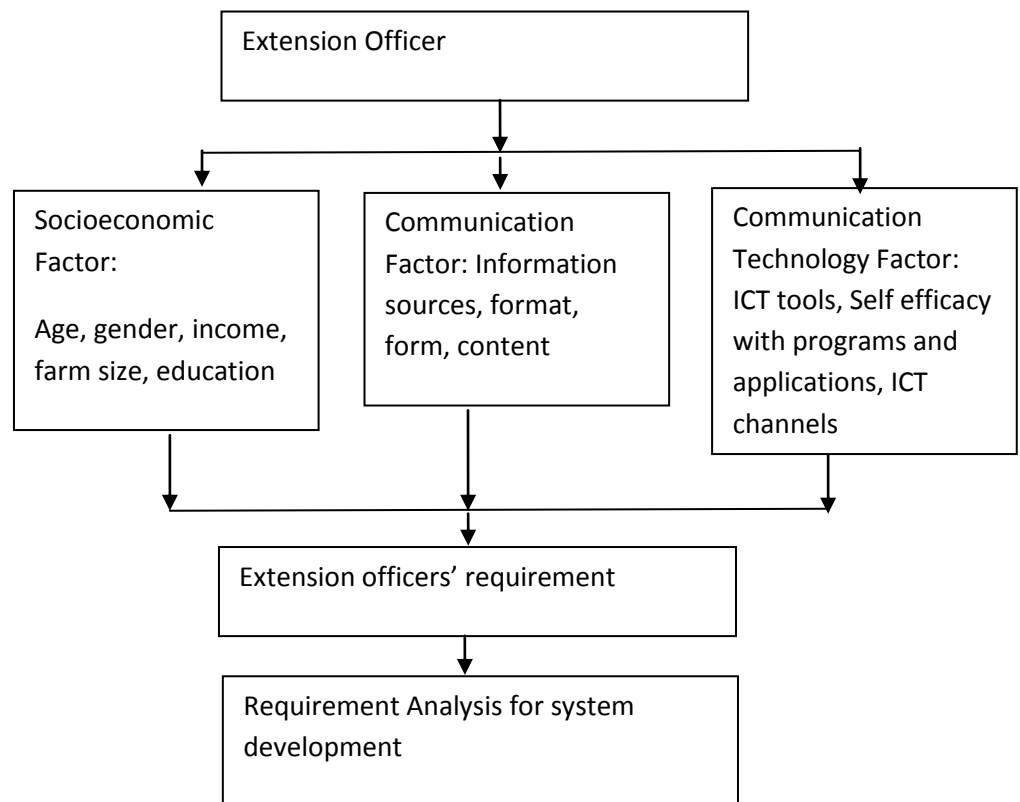 Extension Officer
Socioeconomic
Factor:
Age, gender, income,
farm size, education
Communication
Factor: Information
sources, format,
form, content
Communication
Technology Factor:
ICT tools, Self efficacy
with programs and
applications, ICT
channels
Extension officers’ requirement
Requirement Analysis for system
development